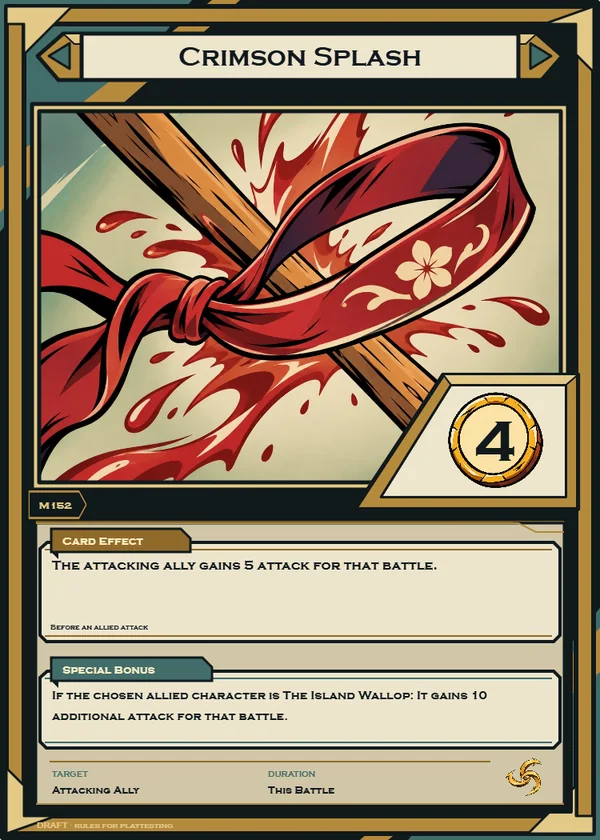 Crimson Splash
4
M152
Card Effect
The attacking ally gains 5 attack for that battle.
Before an allied attack
Special Bonus
If the chosen allied character is The Island Wallop: It gains 10
additional attack for that battle.
Target
Duration
Attacking Ally
This Battle
DRAFT · Rules for playtesting